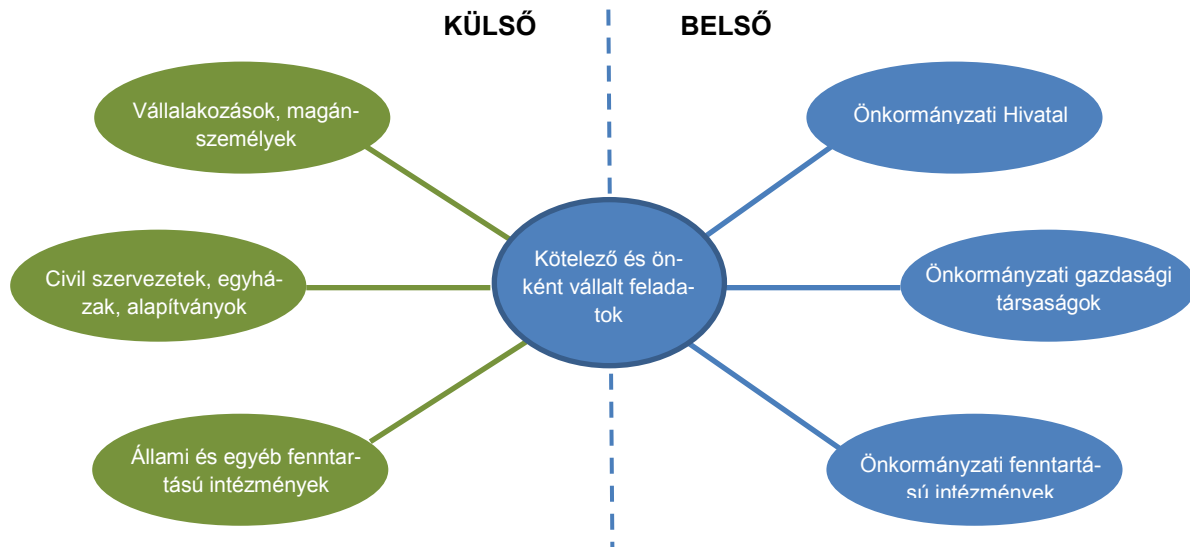 KÜLSŐ
BELSŐ
Vállalakozások, magán-
személyek
Önkormányzati Hivatal
Civil szervezetek, egyhá-
zak, alapítványok
Kötelező és ön-
ként vállalt felada-
tok
Önkormányzati gazdasági
társaságok
Állami és egyéb fenntar-
tású intézmények
Önkormányzati fenntartá-
sú intézmények